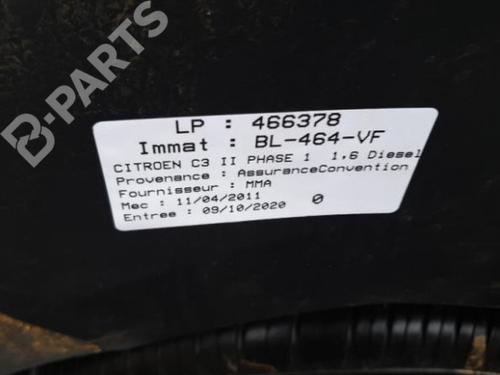 LP : 466378
Immat : BL-464-VF
CITROEN C3 II PHASE 1 1,6 Diesel
Provenance : AssuranceConvention
Fournisseur : MMA
Mec : 11/04/2011
Entree : 09/10/2020 0
B-PARTS